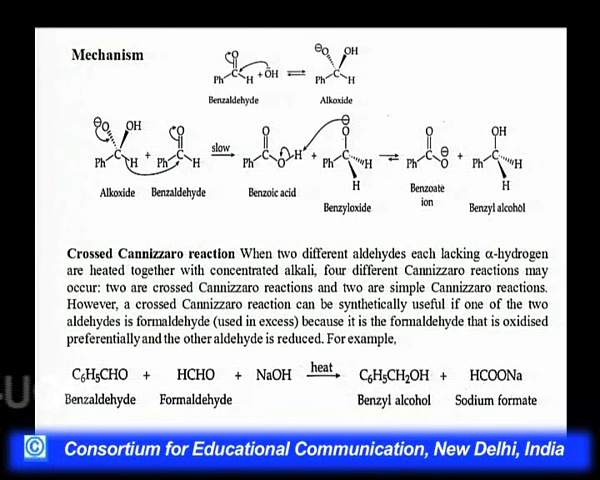 Mechanism
O
Ph C H + ŌH ⇌ ⊖O OH Ph C H
Benzaldehyde Alkoxide
⊖O OH Ph C H + O Ph C H slow O Ph C O H + ⊖ O Ph C H H ⇌ O Ph C O ⊖ + OH Ph C H H
Alkoxide Benzaldehyde Benzoic acid Benzyloxide Benzoate ion Benzyl alcohol
Crossed Cannizzaro reaction When two different aldehydes each lacking α-hydrogen
are heated together with concentrated alkali, four different Cannizzaro reactions may
occur: two are crossed Cannizzaro reactions and two are simple Cannizzaro reactions.
However, a crossed Cannizzaro reaction can be synthetically useful if one of the two
aldehydes is formaldehyde (used in excess) because it is the formaldehyde that is oxidised
preferentially and the other aldehyde is reduced. For example,
C₆H₅CHO + HCHO + NaOH heat → C₆H₅CH₂OH + HCOONa
Benzaldehyde Formaldehyde Benzyl alcohol Sodium formate
© Consortium for Educational Communication, New Delhi, India